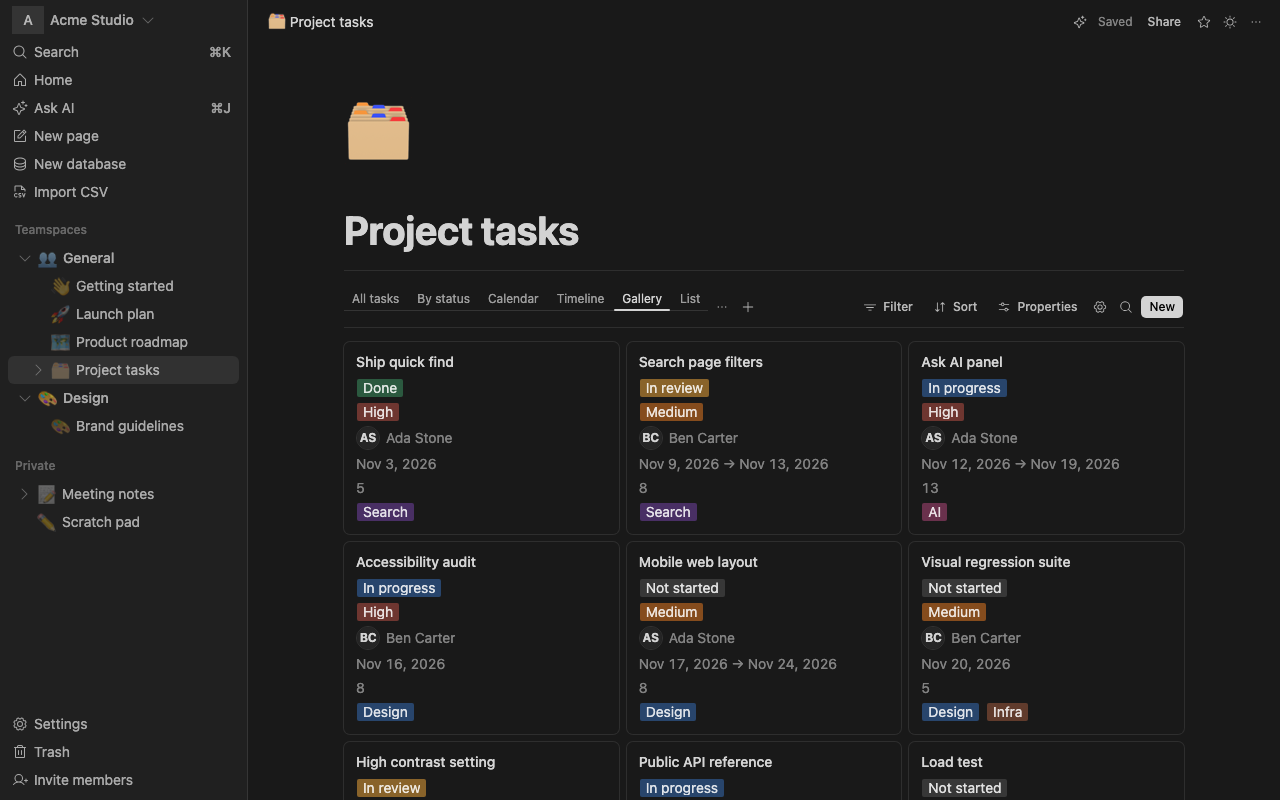 A Acme Studio
Search ⌘K
Home
Ask AI ⌘J
New page
New database
Import CSV
Teamspaces
General
Getting started
Launch plan
Product roadmap
Project tasks
Design
Brand guidelines
Private
Meeting notes
Scratch pad
Settings
Trash
Invite members
Project tasks
Saved Share
Project tasks
All tasks By status Calendar Timeline Gallery List
Filter Sort Properties New
Ship quick find
Done
High
AS Ada Stone
Nov 3, 2026
5
Search
Search page filters
In review
Medium
BC Ben Carter
Nov 9, 2026 → Nov 13, 2026
8
Search
Ask AI panel
In progress
High
AS Ada Stone
Nov 12, 2026 → Nov 19, 2026
13
AI
Accessibility audit
In progress
High
BC Ben Carter
Nov 16, 2026
8
Design
Mobile web layout
Not started
Medium
AS Ada Stone
Nov 17, 2026 → Nov 24, 2026
8
Design
Visual regression suite
Not started
Medium
BC Ben Carter
Nov 20, 2026
5
Design Infra
High contrast setting
In review
Public API reference
In progress
Load test
Not started